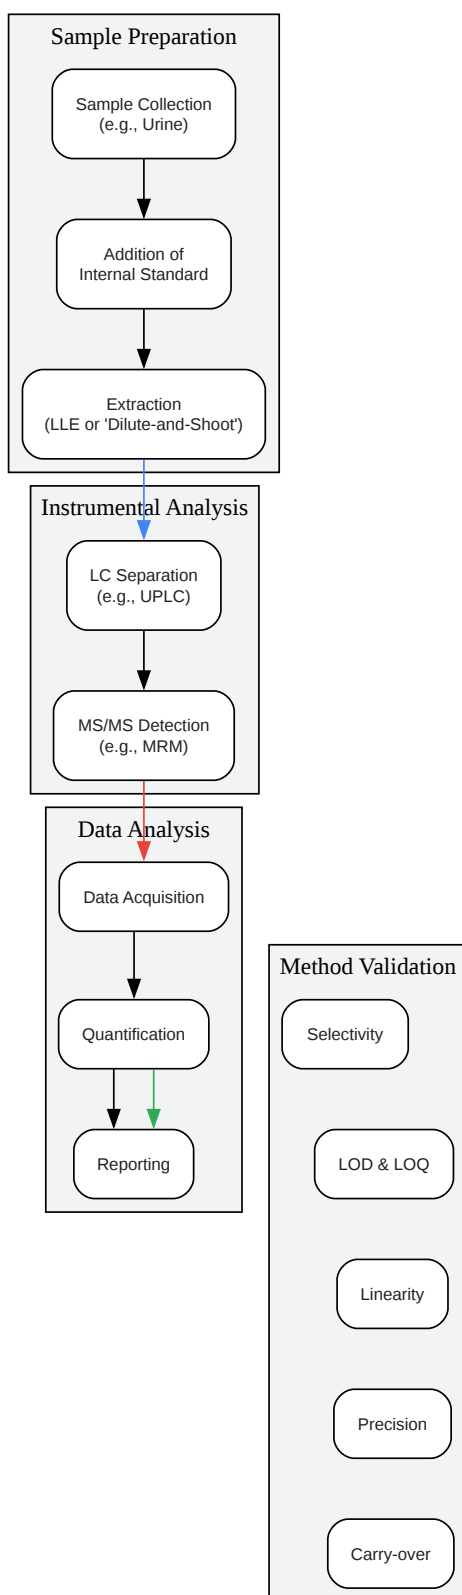 Sample Preparation
Sample Collection
(e.g., Urine)
Addition of
Internal Standard
Extraction
(LLE or 'Dilute-and-Shoot')
Instrumental Analysis
LC Separation
(e.g., UPLC)
MS/MS Detection
(e.g., MRM)
Data Analysis
Data Acquisition
Quantification
Reporting
Method Validation
Selectivity
LOD & LOQ
Linearity
Precision
Carry-over